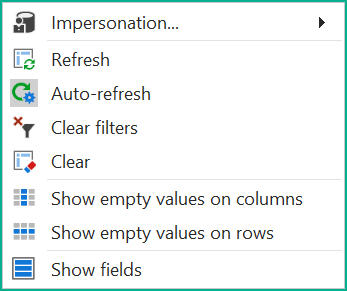 Impersonation...
Refresh
Auto-refresh
Clear filters
Clear
Show empty values on columns
Show empty values on rows
Show fields